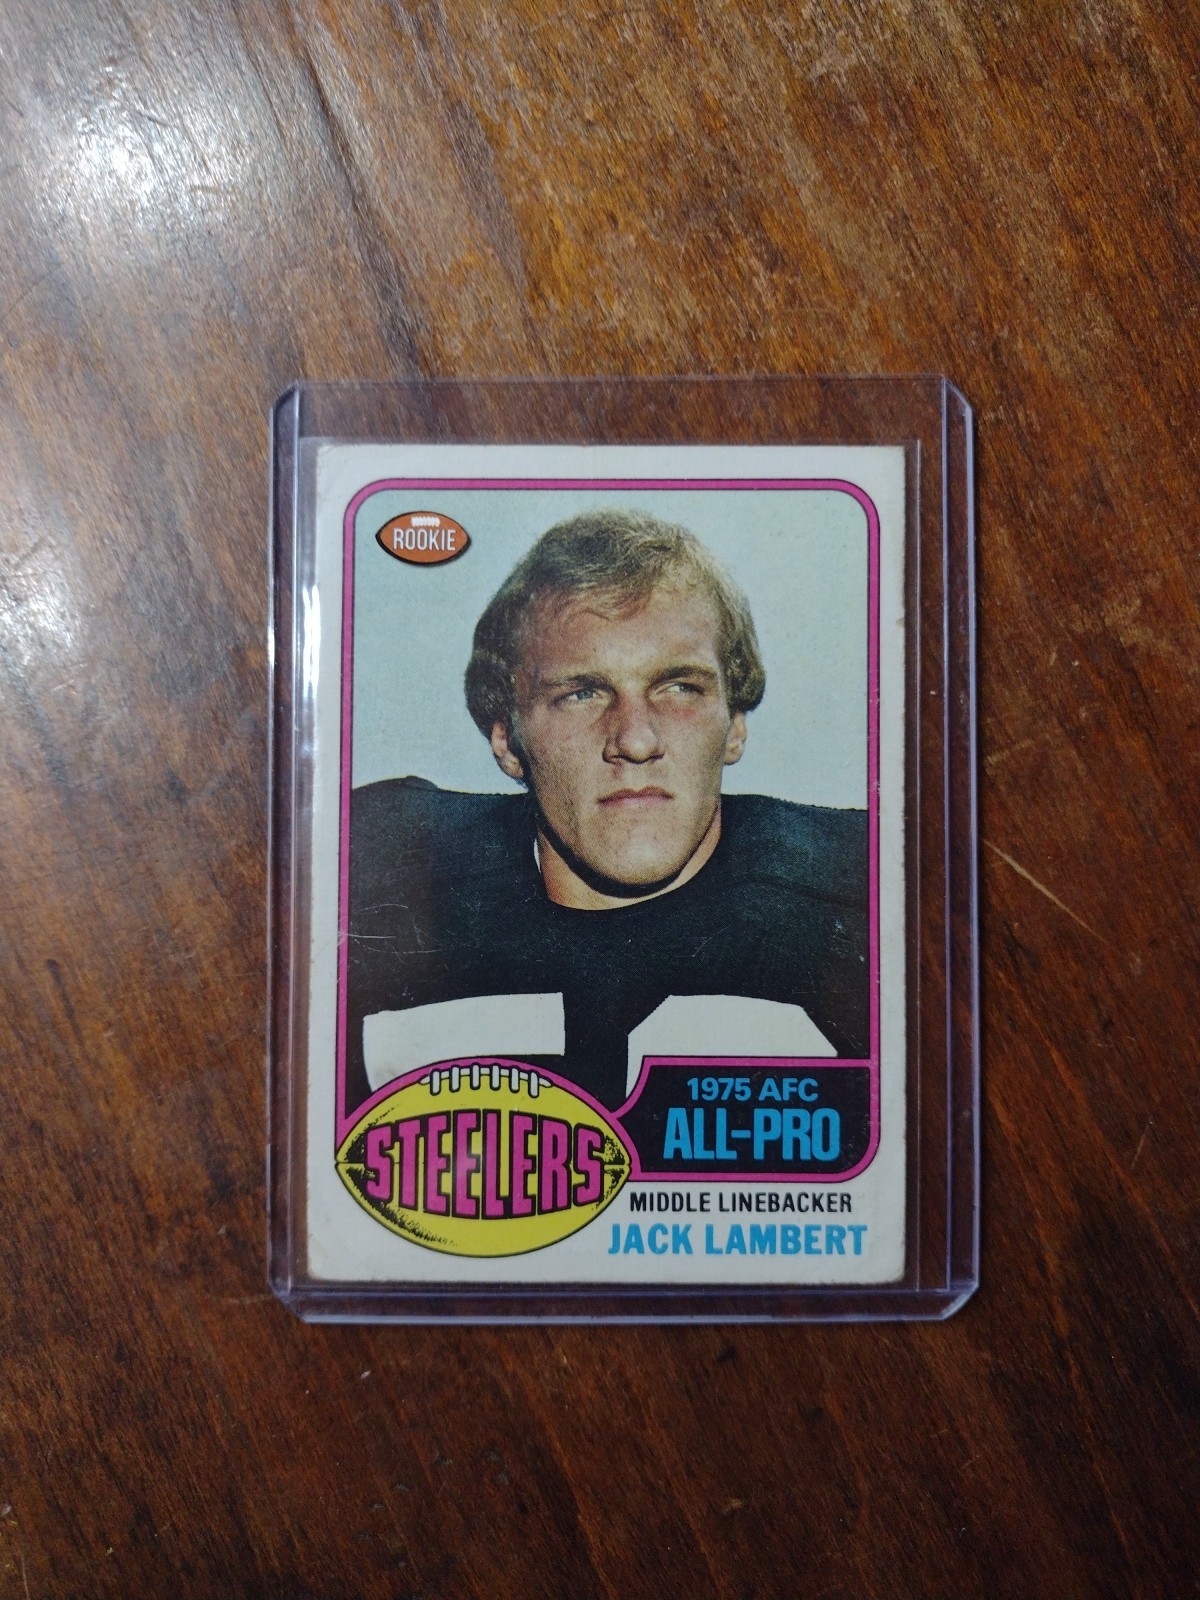 ROOKIE
1975 AFC
ALL-PRO
STEELERS
MIDDLE LINEBACKER
JACK LAMBERT